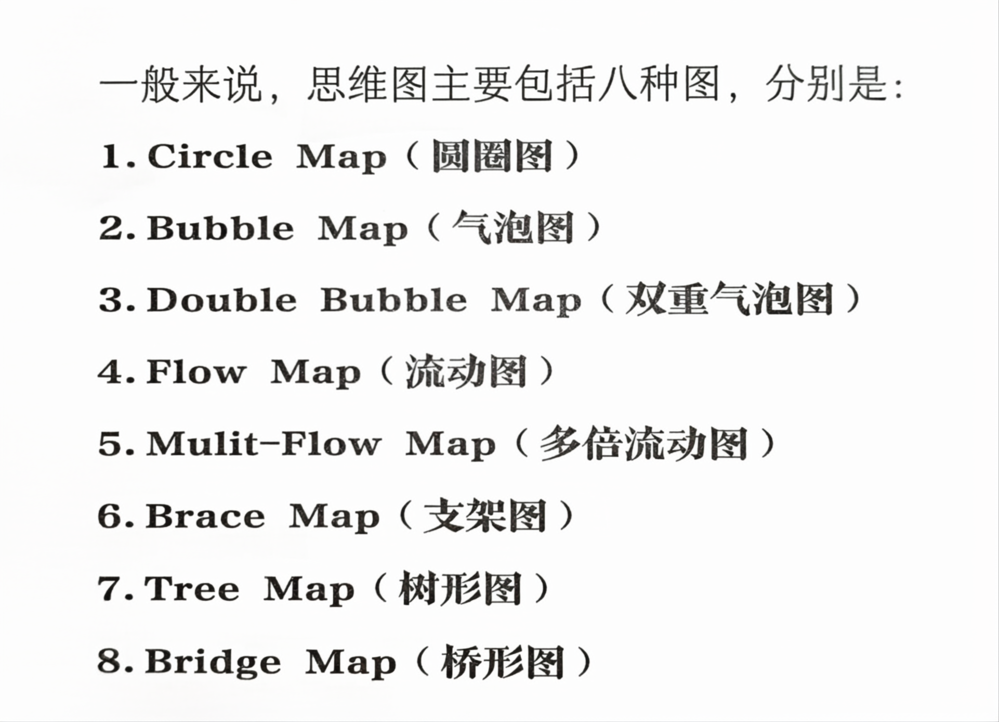 一般来说，思维图主要包括八种图，分别是：
1. Circle Map（圆圈图）
2. Bubble Map（气泡图）
3. Double Bubble Map（双重气泡图）
4. Flow Map（流动图）
5. Mulit-Flow Map（多倍流动图）
6. Brace Map（支架图）
7. Tree Map（树形图）
8. Bridge Map（桥形图）